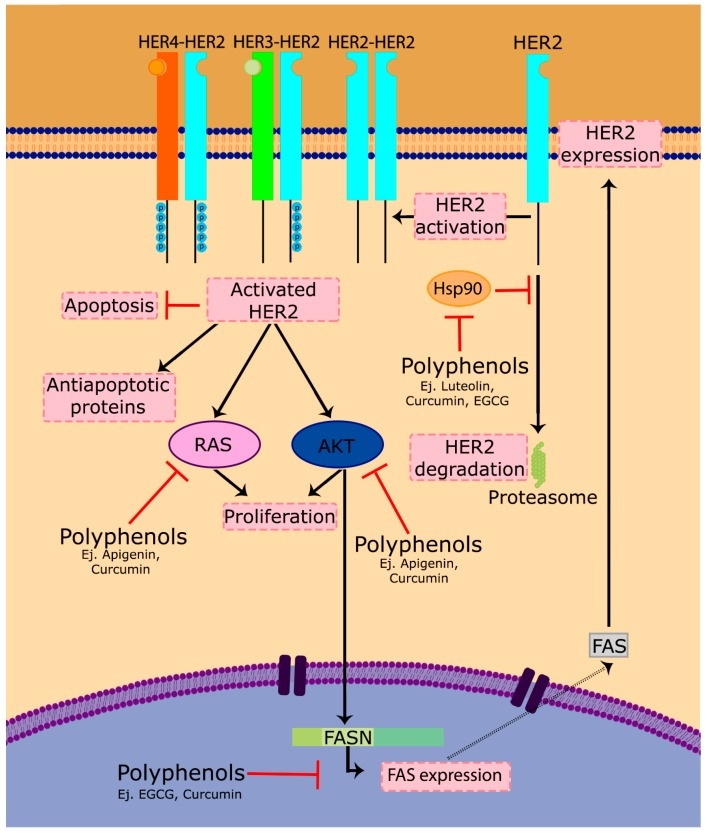 HER4-HER2 HER3-HER2 HER2-HER2 HER2
HER2
expression
P P P
P P P
P P P
P P P
P P P
HER2
activation
Activated
HER2
Apoptosis
Hsp90
Polyphenols
Ej. Luteolin,
Curcumin, EGCG
Antiapoptotic
proteins
RAS
AKT
HER2
degradation
Proteasome
Proliferation
Polyphenols
Ej. Apigenin,
Curcumin
Polyphenols
Ej. Apigenin,
Curcumin
FAS
FASN
Polyphenols
Ej. EGCG, Curcumin
FAS expression